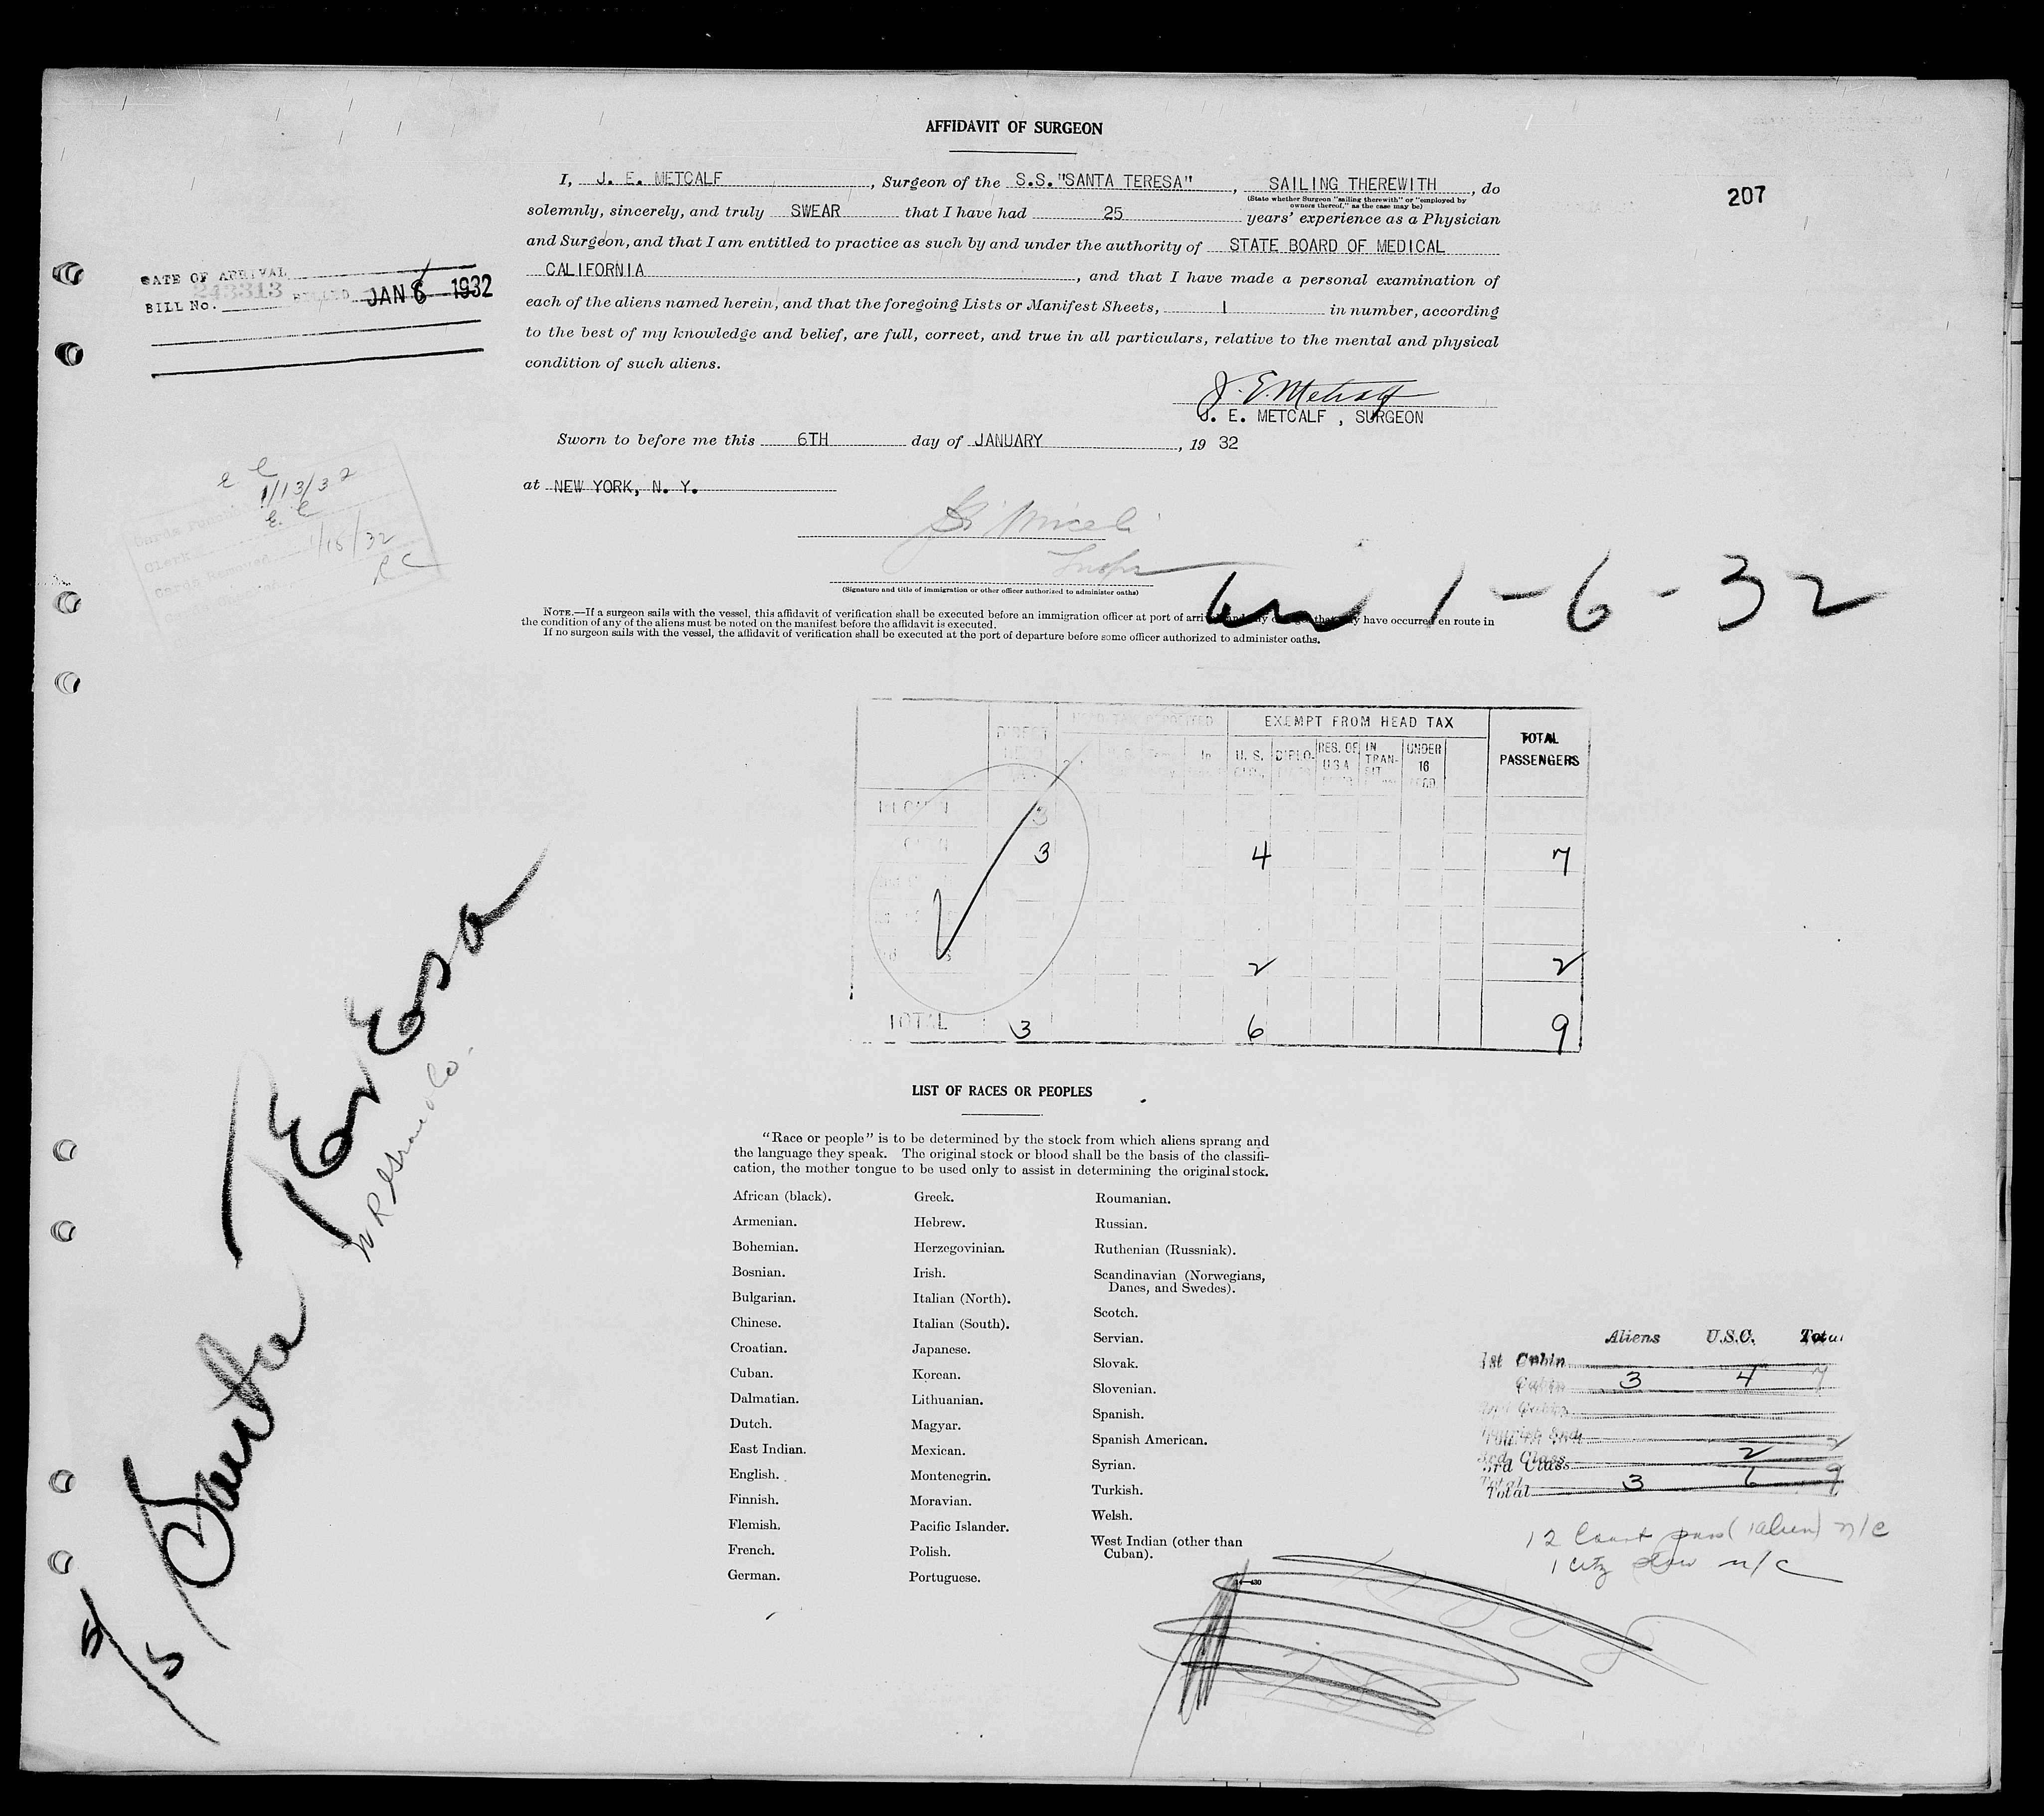 AFFIDAVIT OF SURGEON
207
I, J. E. METCALF, Surgeon of the S.S."SANTA TERESA", SAILING THEREWITH, do
(State whether Surgeon "sailing therewith" or "employed by
owners thereof," as the case may be)
solemnly, sincerely, and truly SWEAR that I have had 25 years' experience as a Physician
and Surgeon, and that I am entitled to practice as such by and under the authority of STATE BOARD OF MEDICAL
CALIFORNIA, and that I have made a personal examination of
each of the aliens named herein, and that the foregoing Lists or Manifest Sheets, 1 in number, according
to the best of my knowledge and belief, are full, correct, and true in all particulars, relative to the mental and physical
condition of such aliens.
DATE OF ARRIVAL
243313
BILL No. JAN 6 1932
J. E. Metcalf
J. E. METCALF, SURGEON
Sworn to before me this 6TH day of JANUARY, 19 32
at NEW YORK, N. Y.
1/13/32
Clerk
Cards Removed 1/15/32
(Signature and title of immigration or other officer authorized to administer oaths)
1-6-32
NOTE.—If a surgeon sails with the vessel, this affidavit of verification shall be executed before an immigration officer at port of have occurred en route in
the condition of any of the aliens must be noted on the manifest before the affidavit is executed.
If no surgeon sails with the vessel, the affidavit of verification shall be executed at the port of departure before some officer authorized to administer oaths.
EXEMPT FROM HEAD TAX
TOTAL PASSENGERS
DIRECT
U. S.
DIPLO.
RES. OF U S A
IN TRAN- SIT
UNDER 16
3
3 4 7
2 2
TOTAL 3 6 9
Santa Teresa
LIST OF RACES OR PEOPLES
"Race or people" is to be determined by the stock from which aliens sprang and
the language they speak. The original stock or blood shall be the basis of the classifi-
cation, the mother tongue to be used only to assist in determining the original stock.
African (black).
Armenian.
Bohemian.
Bosnian.
Bulgarian.
Chinese.
Croatian.
Cuban.
Dalmatian.
Dutch.
East Indian.
English.
Finnish.
Flemish.
French.
German.
Greek.
Hebrew.
Herzegovinian.
Irish.
Italian (North).
Italian (South).
Japanese.
Korean.
Lithuanian.
Magyar.
Mexican.
Montenegrin.
Moravian.
Pacific Islander.
Polish.
Portuguese.
Roumanian.
Russian.
Ruthenian (Russniak).
Scandinavian (Norwegians,
Danes, and Swedes).
Scotch.
Servian.
Slovak.
Slovenian.
Spanish.
Spanish American.
Syrian.
Turkish.
Welsh.
West Indian (other than
Cuban).
Aliens U.S.C. Total
1st Cabin
Cabin 3 4 7
3rd Class 2 2
Total 3 6 9